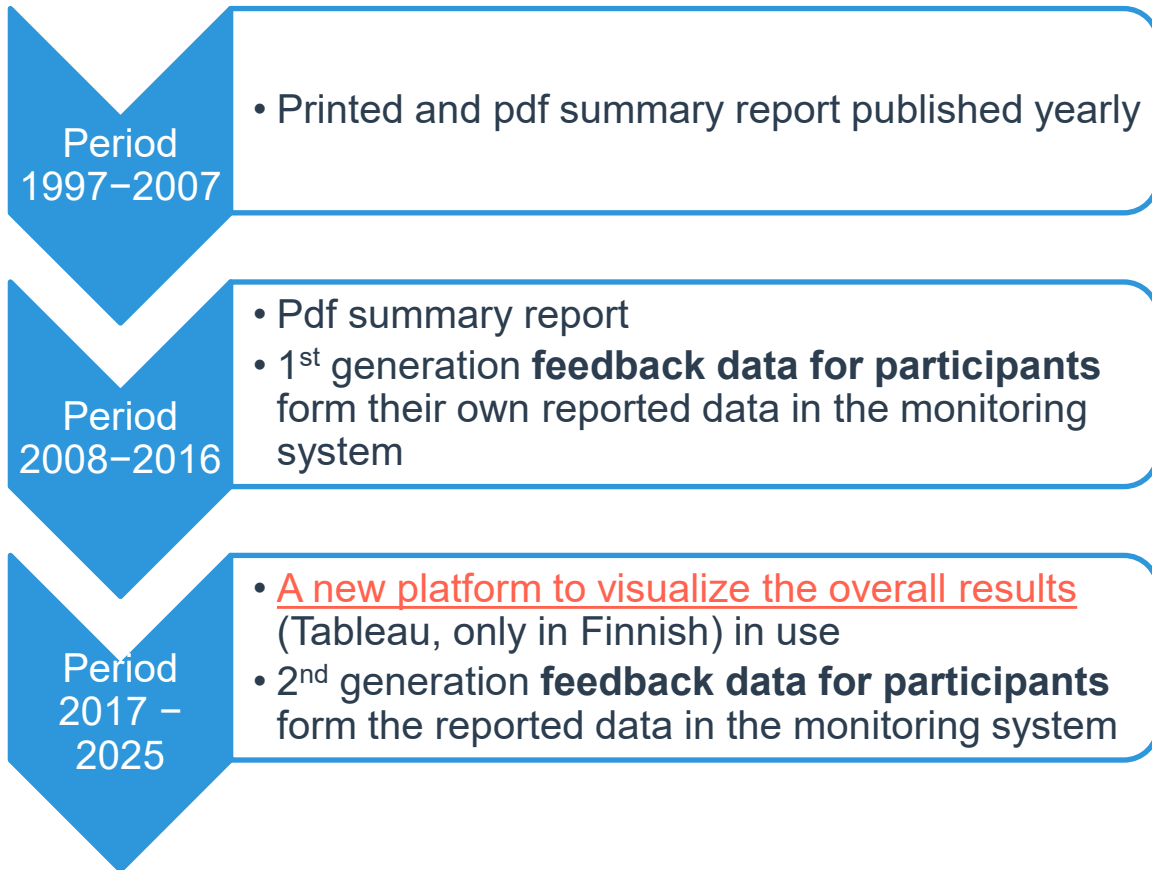 Period
1997−2007
• Printed and pdf summary report published yearly
Period
2008−2016
• Pdf summary report
• 1st generation feedback data for participants
form their own reported data in the monitoring
system
Period
2017 −
2025
• A new platform to visualize the overall results
(Tableau, only in Finnish) in use
• 2nd generation feedback data for participants
form the reported data in the monitoring system